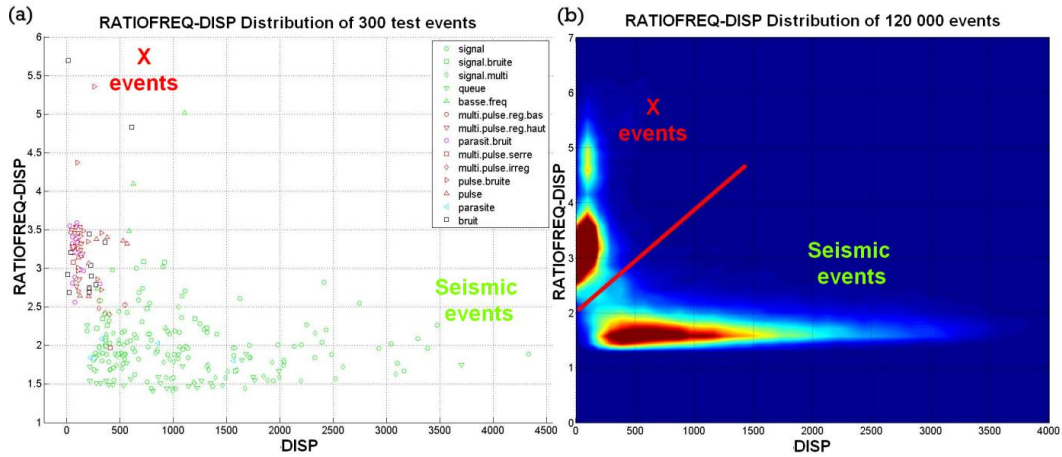 (a)
RATIOFREQ-DISP Distribution of 300 test events
RATIOFREQ-DISP
6
5.5
5
4.5
4
3.5
3
2.5
2
1.5
1
0
500
1000
1500
2000
2500
3000
3500
4000
4500
DISP
X
events
Seismic
events
signal
signal.bruite
signal.multi
queue
basse.freq
multi.pulse.reg.bas
multi.pulse.reg.haut
parasit.bruit
multi.pulse.serre
multi.pulse.irreg
pulse.bruite
pulse
parasite
bruit
(b)
RATIOFREQ-DISP Distribution of 120 000 events
RATIOFREQ-DISP
7
6
5
4
3
2
1
0
500
1000
1500
2000
2500
3000
3500
4000
DISP
X
events
Seismic
events